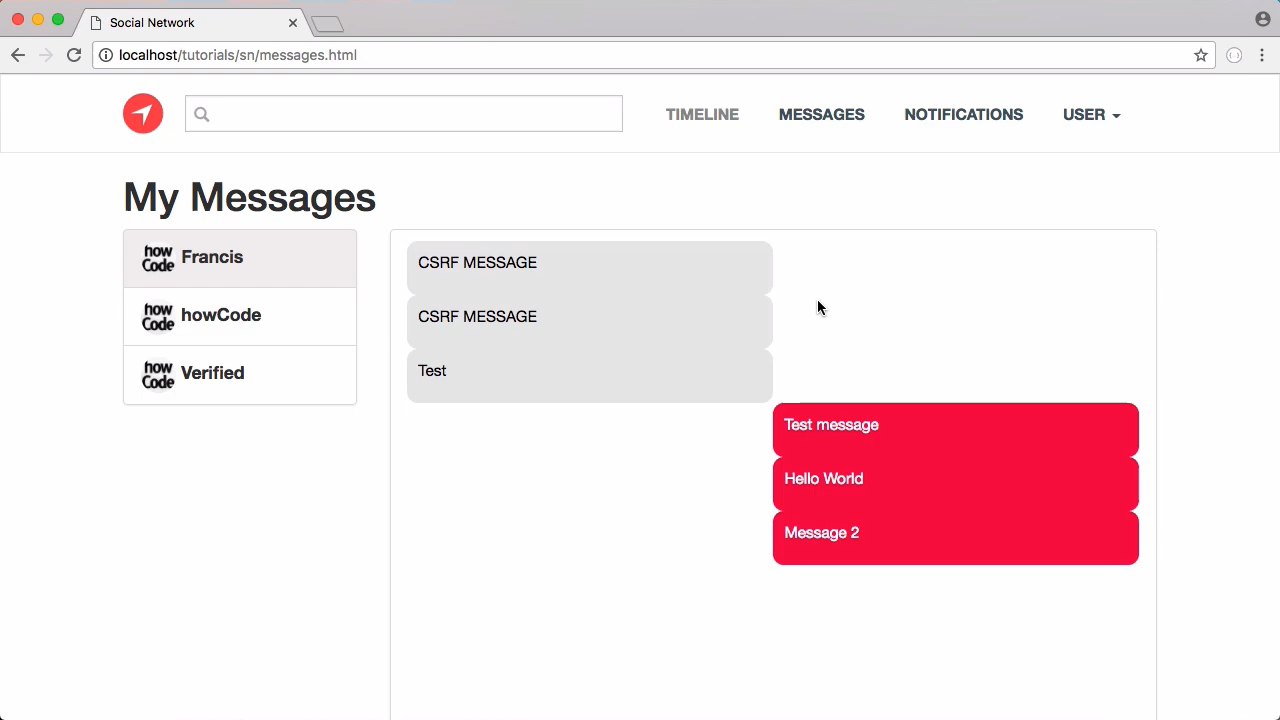 Social Network
localhost/tutorials/sn/messages.html
TIMELINE MESSAGES NOTIFICATIONS USER
My Messages
how
Code
Francis
how
Code
howCode
how
Code
Verified
CSRF MESSAGE
CSRF MESSAGE
Test
Test message
Hello World
Message 2